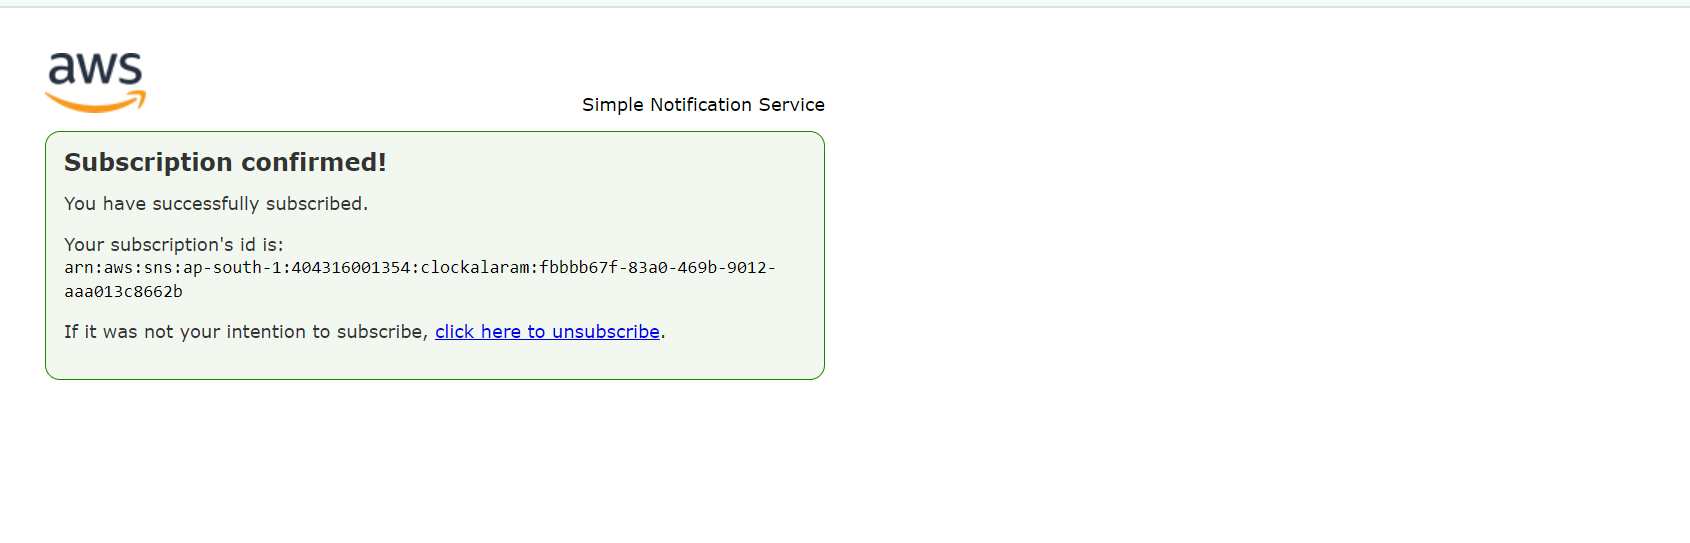 aws
Simple Notification Service
Subscription confirmed!
You have successfully subscribed.
Your subscription's id is:
arn:aws:sns:ap-south-1:404316001354:clockalaram:fbbbb67f-83a0-469b-9012-
aaa013c8662b
If it was not your intention to subscribe, click here to unsubscribe.